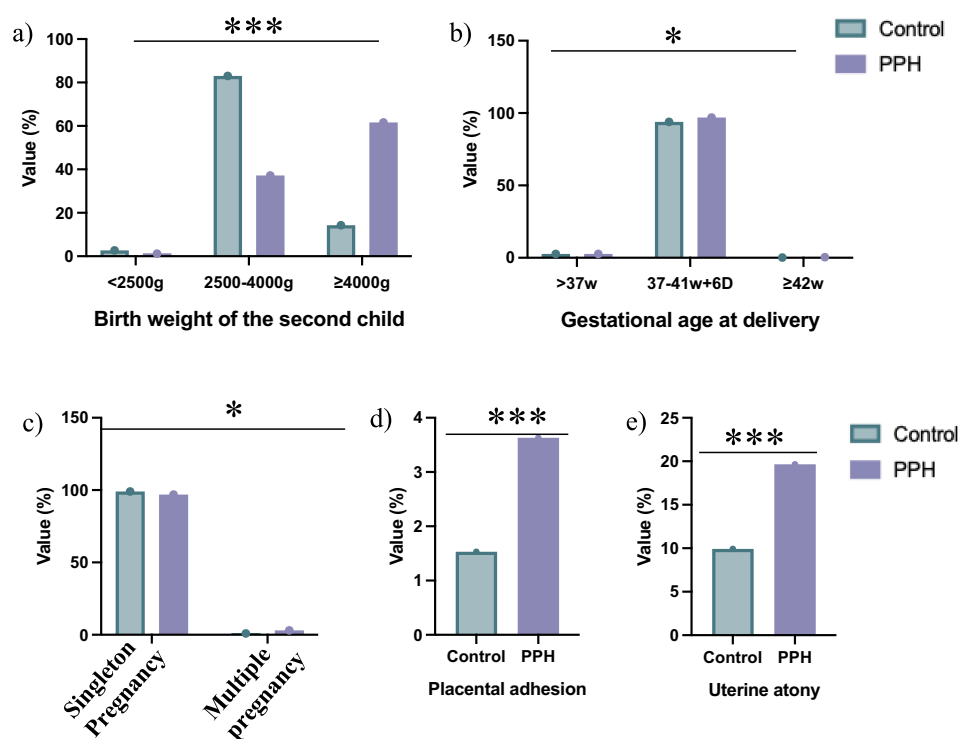 a)
***
100
80
60
40
20
0
Value (%)
<2500g 2500-4000g ≥4000g
Birth weight of the second child
b)
*
150
100
50
0
Value (%)
>37w 37-41w+6D ≥42w
Gestational age at delivery
Control
PPH
c)
*
150
100
50
0
Value (%)
Singleton
Pregnancy
Multiple
pregnancy
d)
***
4
3
2
1
0
Value (%)
Control PPH
Placental adhesion
e)
***
25
20
15
10
5
0
Value (%)
Control PPH
Uterine atony
Control
PPH